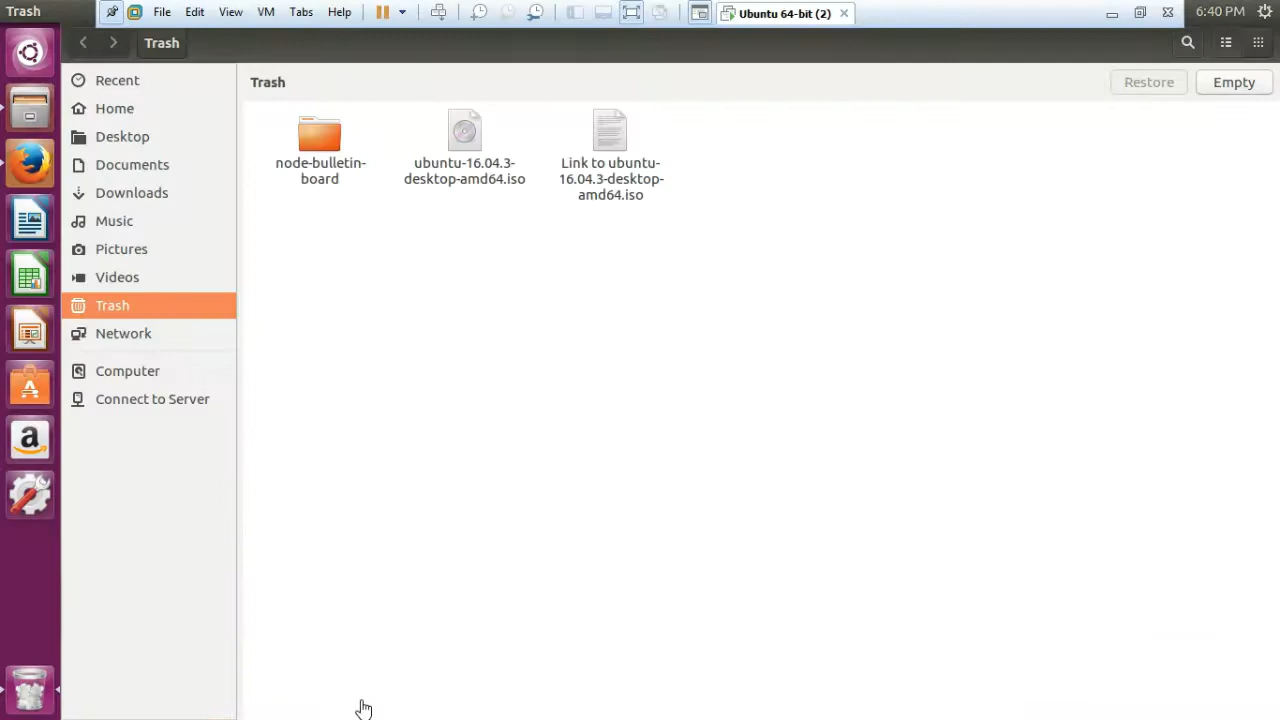 Trash
File Edit View VM Tabs Help
Ubuntu 64-bit (2)
6:40 PM
Trash
Recent
Home
Desktop
Documents
Downloads
Music
Pictures
Videos
Trash
Network
Computer
Connect to Server
Trash
Restore
Empty
node-bulletin-
board
ubuntu-16.04.3-
desktop-amd64.iso
Link to ubuntu-
16.04.3-desktop-
amd64.iso